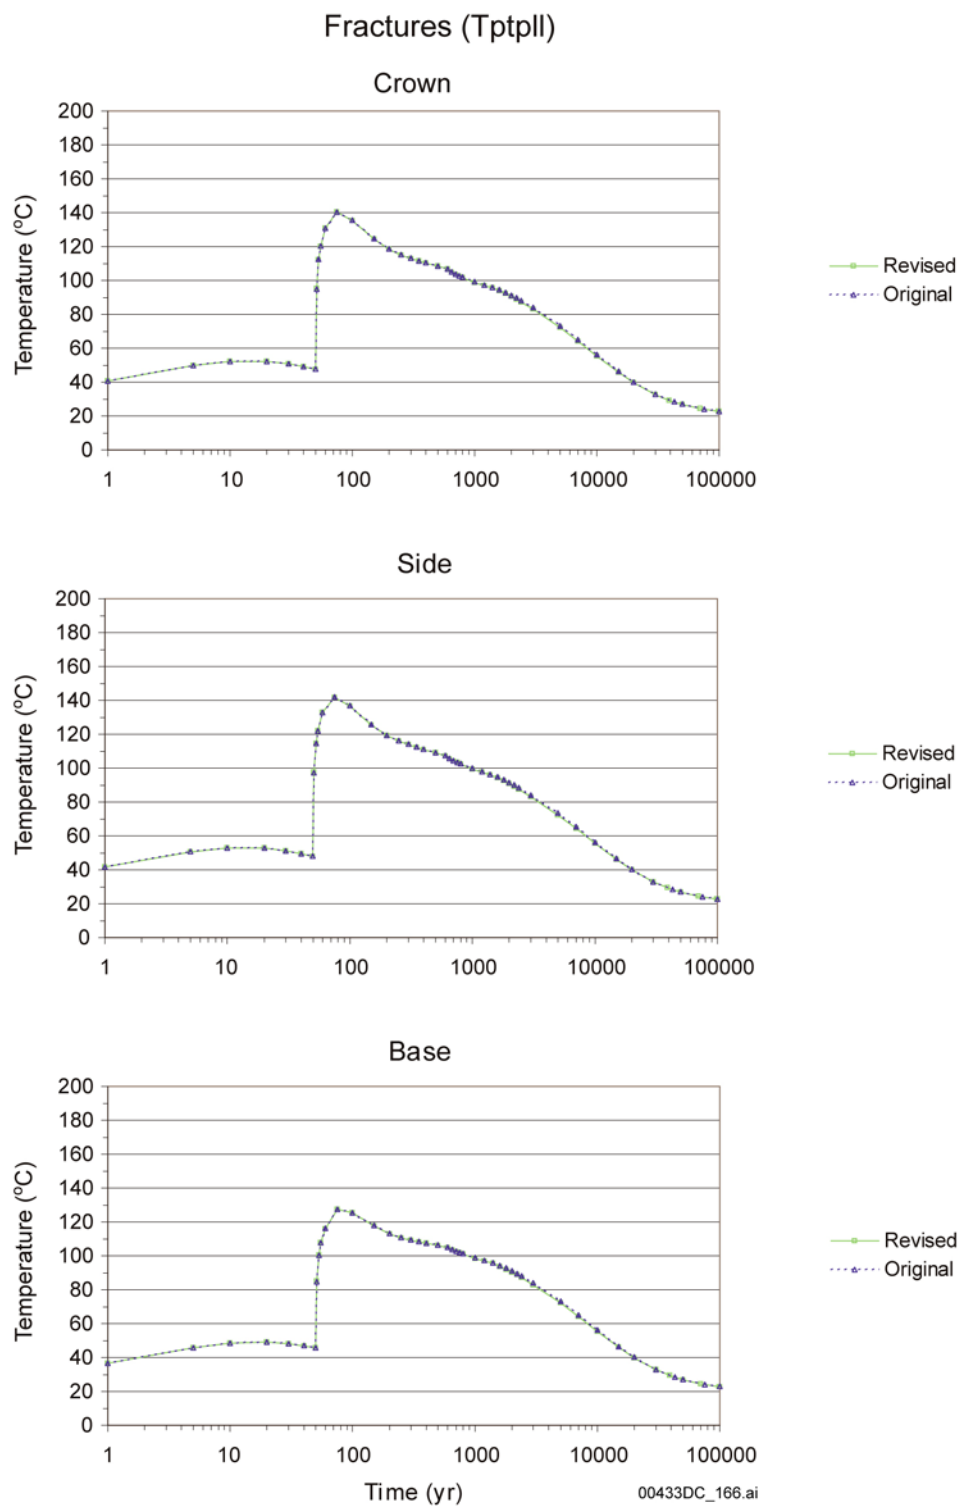 Fractures (Tptpll)
Crown
Temperature (°C)
200
180
160
140
120
100
80
60
40
20
0
1 10 100 1000 10000 100000
Revised
Original
Side
Temperature (°C)
200
180
160
140
120
100
80
60
40
20
0
1 10 100 1000 10000 100000
Revised
Original
Base
Temperature (°C)
200
180
160
140
120
100
80
60
40
20
0
1 10 100 1000 10000 100000
Revised
Original
Time (yr)
00433DC_166.ai